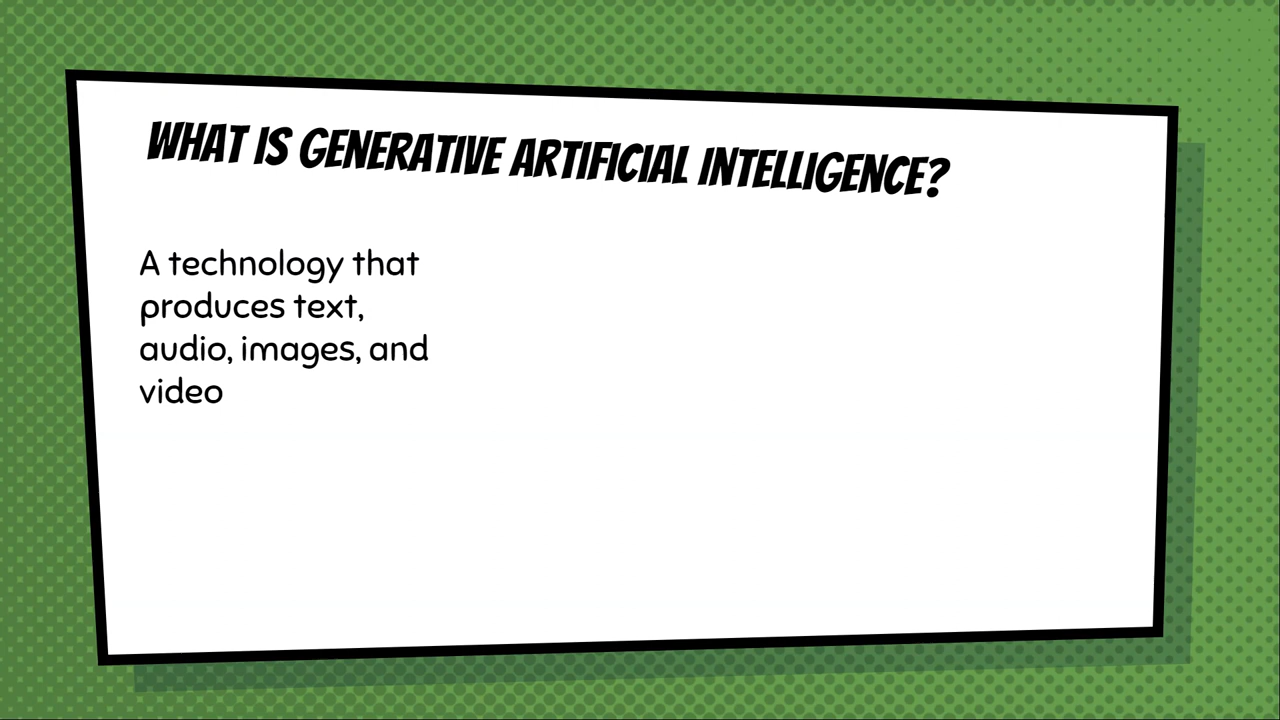 WHAT IS GENERATIVE ARTIFICIAL INTELLIGENCE?
A technology that
produces text,
audio, images, and
video